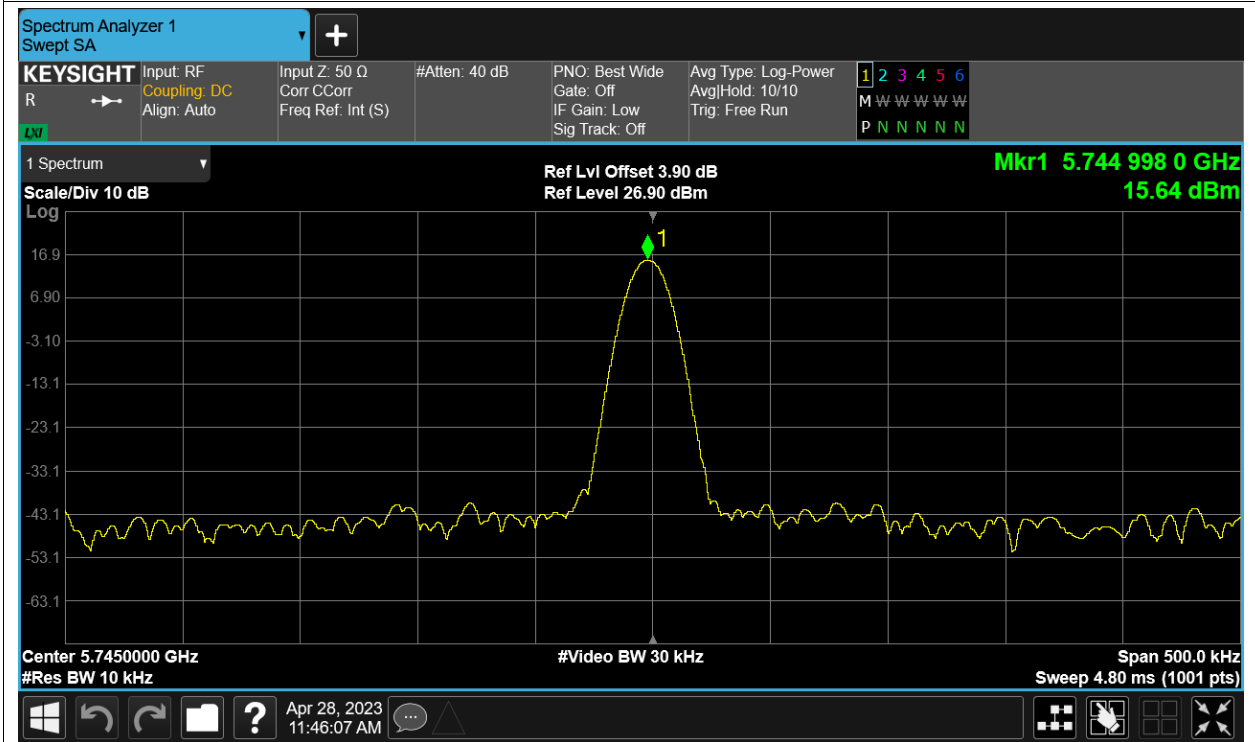 Spectrum Analyzer 1
Swept SA
KEYSIGHT
R
LXI
Input: RF
Coupling: DC
Align: Auto
Input Z: 50 Ω
Corr CCorr
Freq Ref: Int (S)
#Atten: 40 dB
PNO: Best Wide
Gate: Off
IF Gain: Low
Sig Track: Off
Avg Type: Log-Power
Avg|Hold: 10/10
Trig: Free Run
1 2 3 4 5 6
M W W W W W
P N N N N N
1 Spectrum
Scale/Div 10 dB
Ref Lvl Offset 3.90 dB
Ref Level 26.90 dBm
Mkr1 5.744 998 0 GHz
15.64 dBm
Log
1
16.9
6.90
-3.10
-13.1
-23.1
-33.1
-43.1
-53.1
-63.1
Center 5.7450000 GHz
#Res BW 10 kHz
#Video BW 30 kHz
Span 500.0 kHz
Sweep 4.80 ms (1001 pts)
?
Apr 28, 2023
11:46:07 AM